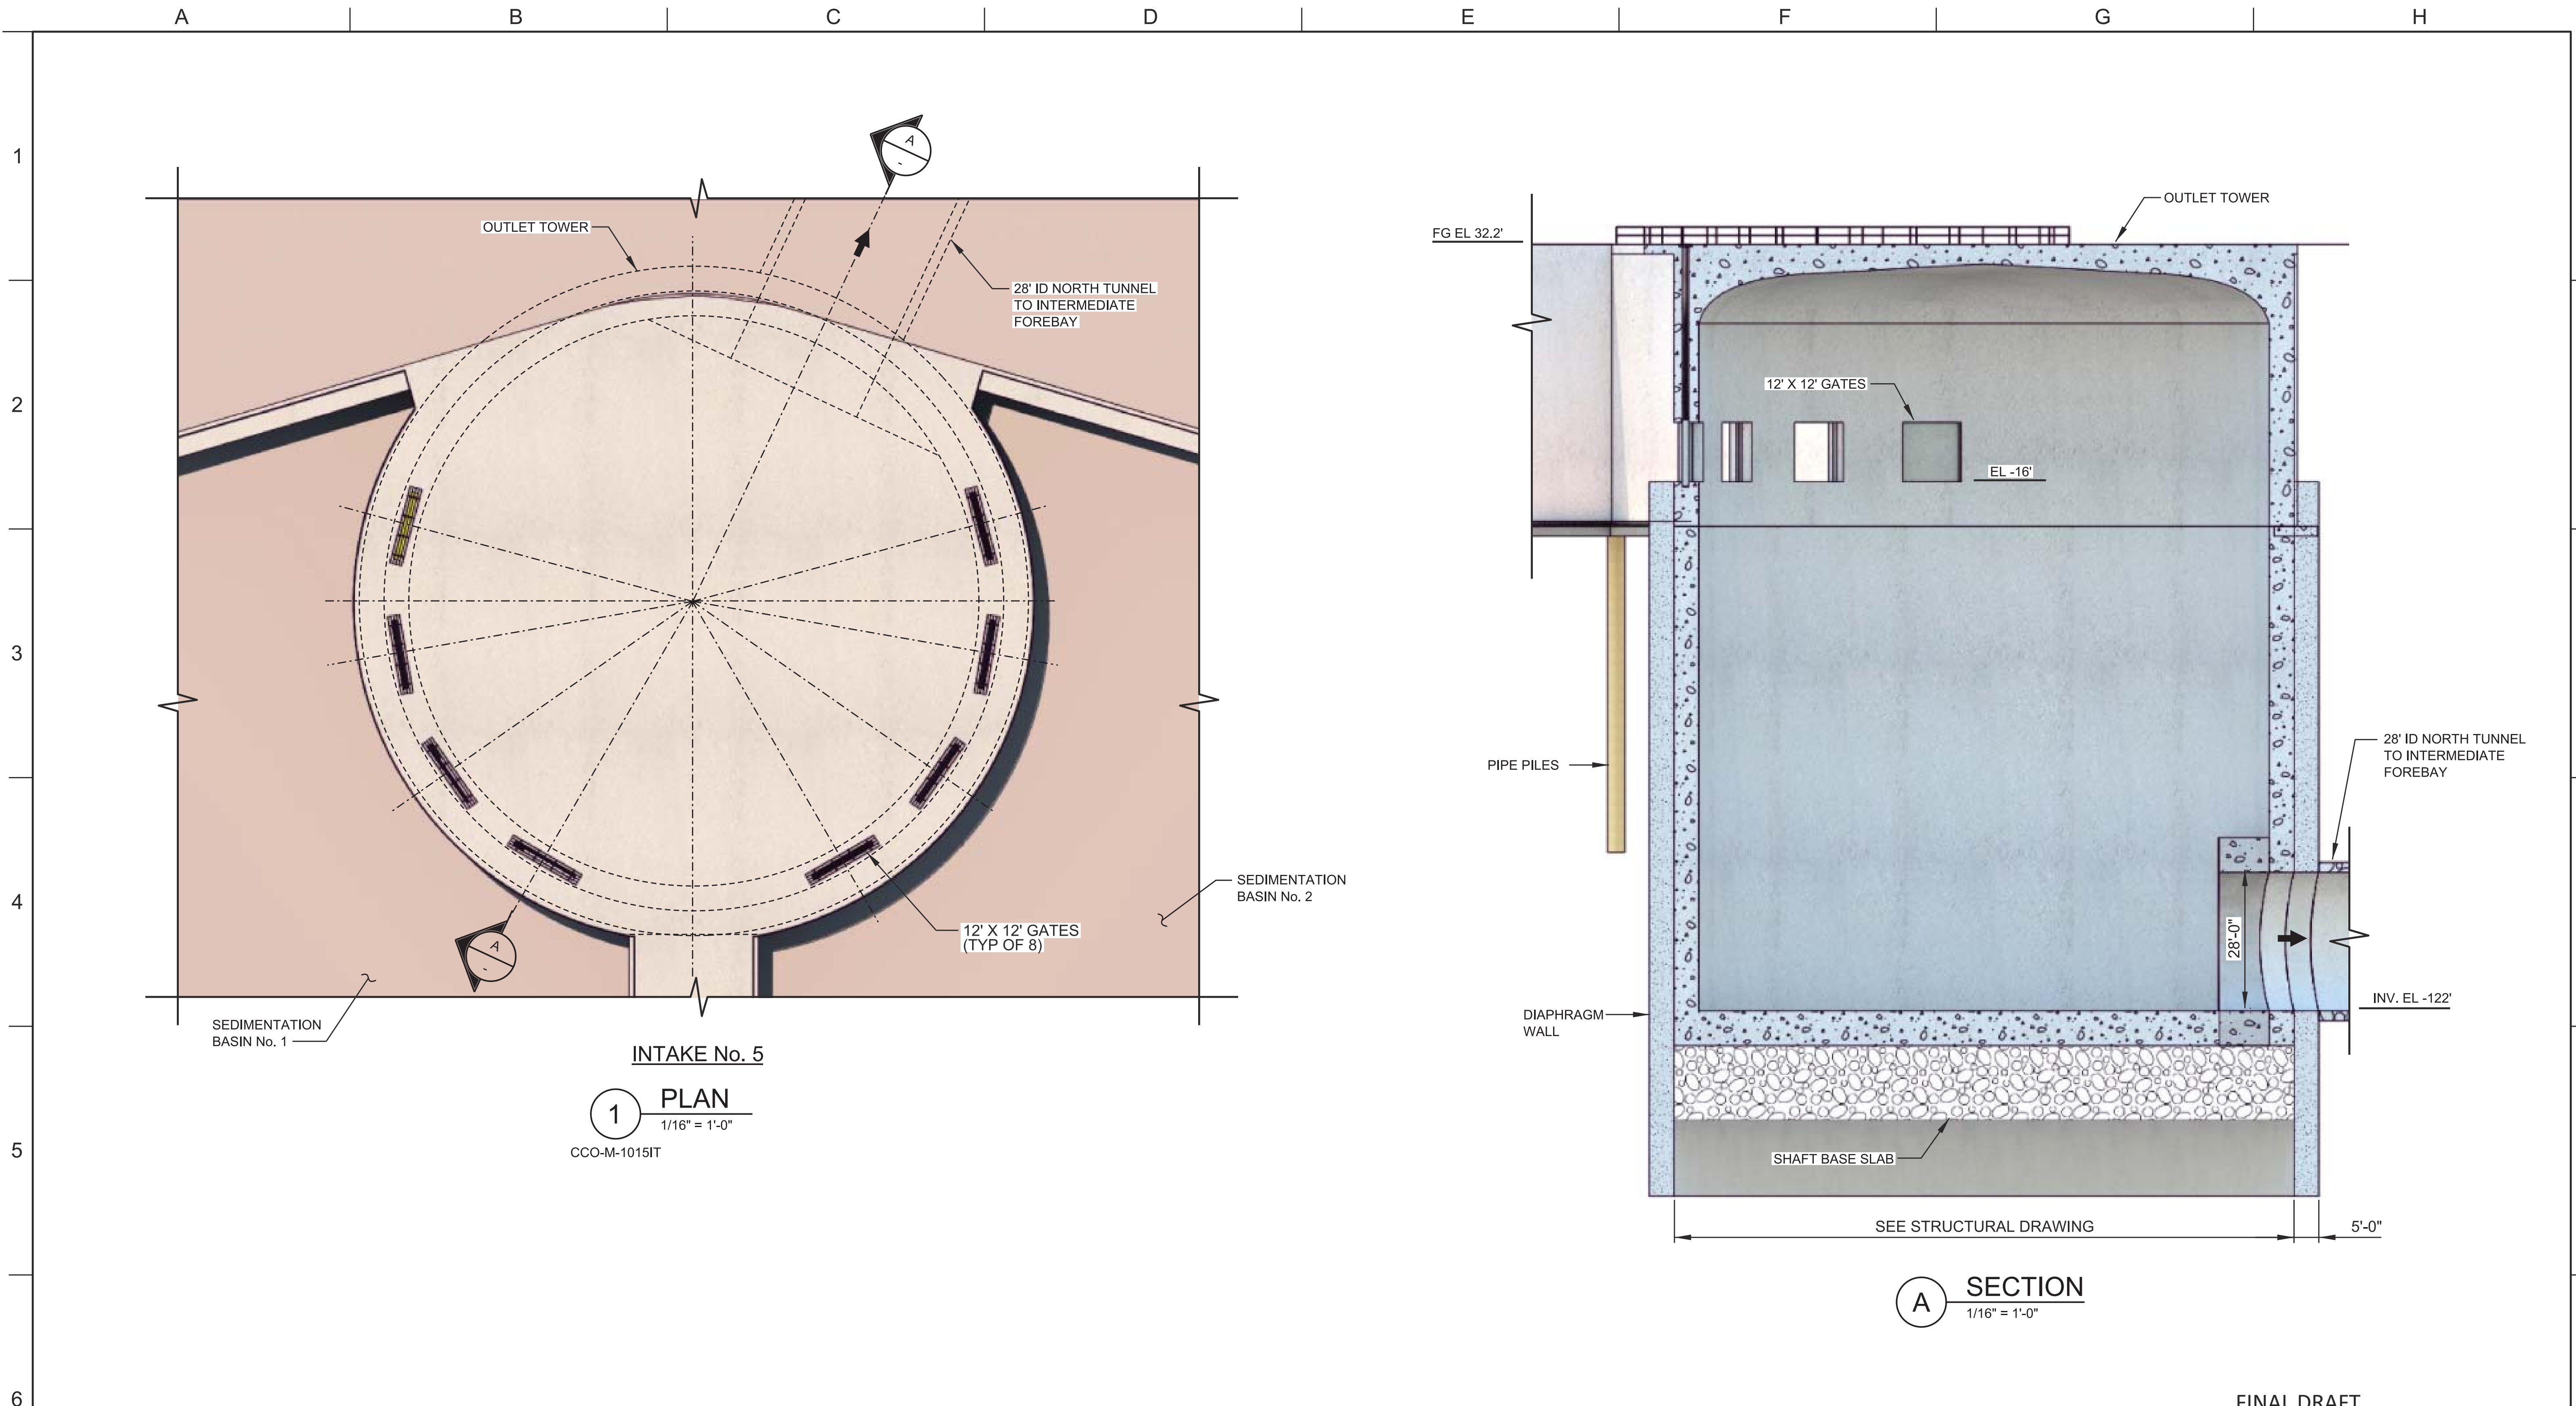 A B C D E F G H
1
2
3
4
5
6
A
-
OUTLET TOWER
28' ID NORTH TUNNEL
TO INTERMEDIATE
FOREBAY
SEDIMENTATION
BASIN No. 2
12' X 12' GATES
(TYP OF 8)
A
-
SEDIMENTATION
BASIN No. 1
INTAKE No. 5
1
PLAN
1/16" = 1'-0"
CCO-M-1015IT
OUTLET TOWER
FG EL 32.2'
12' X 12' GATES
EL -16'
28' ID NORTH TUNNEL
TO INTERMEDIATE
FOREBAY
PIPE PILES
28'-0"
INV. EL -122'
DIAPHRAGM
WALL
SHAFT BASE SLAB
SEE STRUCTURAL DRAWING
5'-0"
A
SECTION
1/16" = 1'-0"
FINAL DRAFT